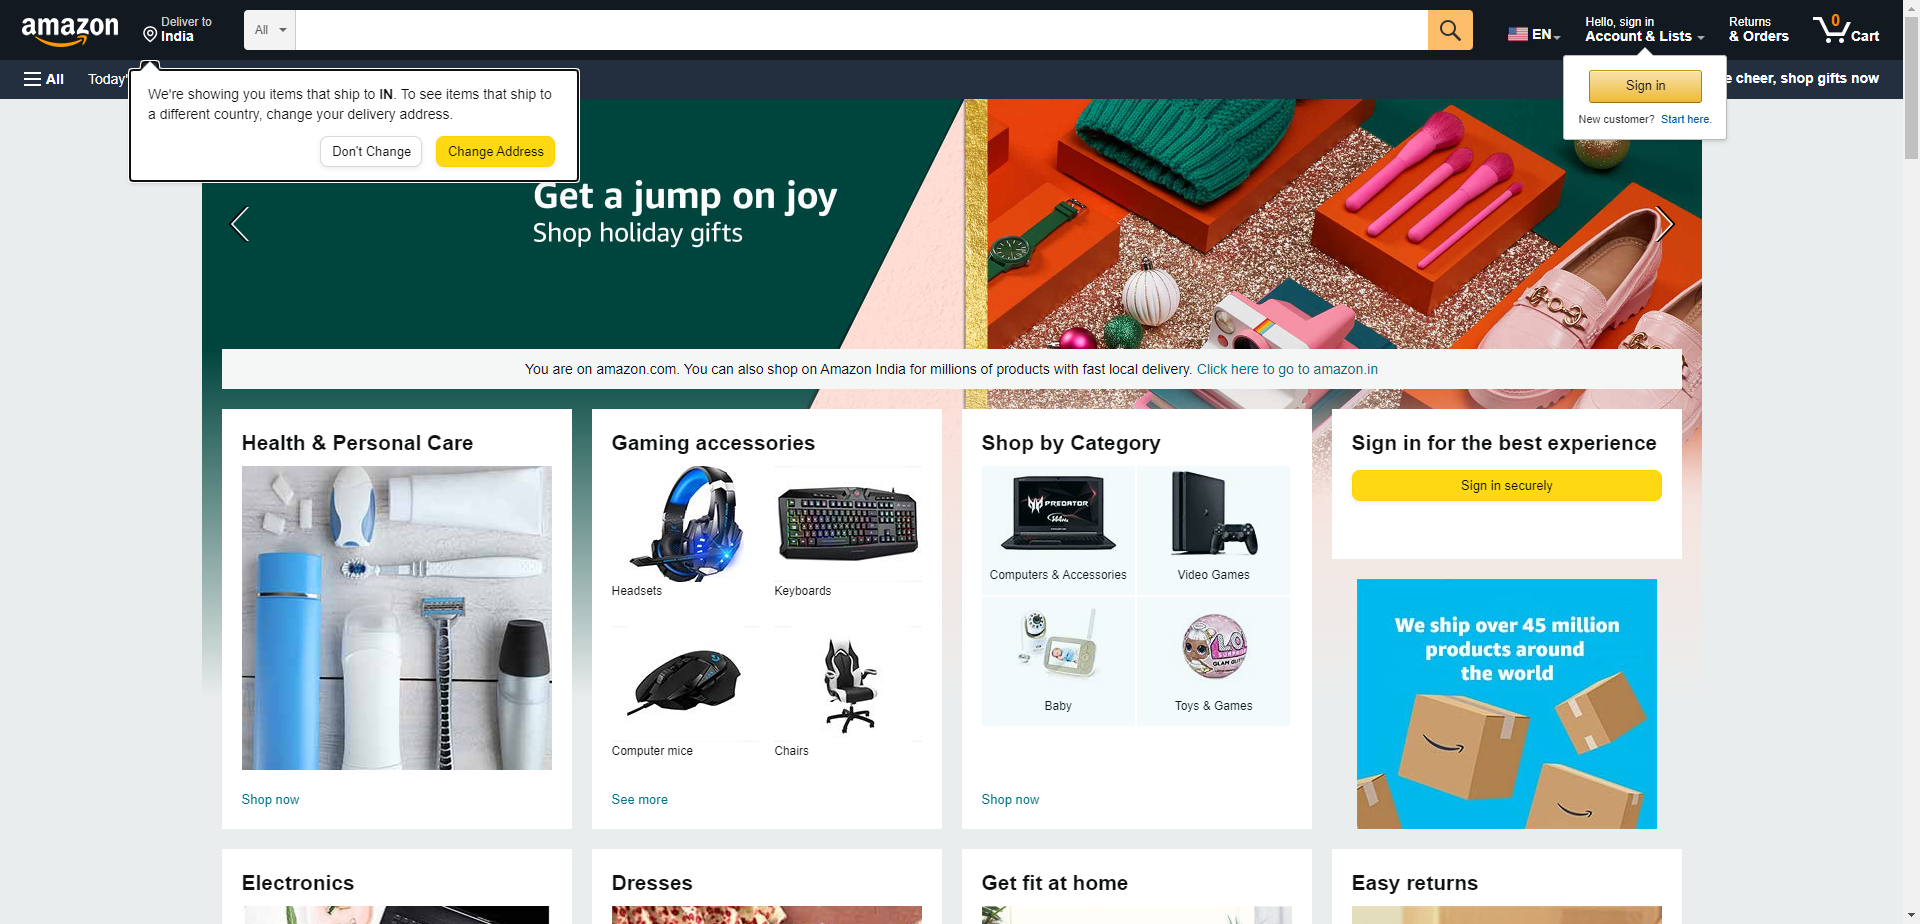 amazon
Deliver to
India
All
EN
Hello, sign in
Account & Lists
Returns
& Orders
0
Cart
All
Today'
e cheer, shop gifts now
We're showing you items that ship to IN. To see items that ship to
a different country, change your delivery address.
Don't Change
Change Address
Sign in
New customer? Start here.
Get a jump on joy
Shop holiday gifts
You are on amazon.com. You can also shop on Amazon India for millions of products with fast local delivery. Click here to go to amazon.in
Health & Personal Care
Shop now
Gaming accessories
Headsets
Keyboards
Computer mice
Chairs
See more
Shop by Category
PREDATOR
Computers & Accessories
Video Games
Baby
Toys & Games
Shop now
Sign in for the best experience
Sign in securely
We ship over 45 million
products around
the world
Electronics
Dresses
Get fit at home
Easy returns